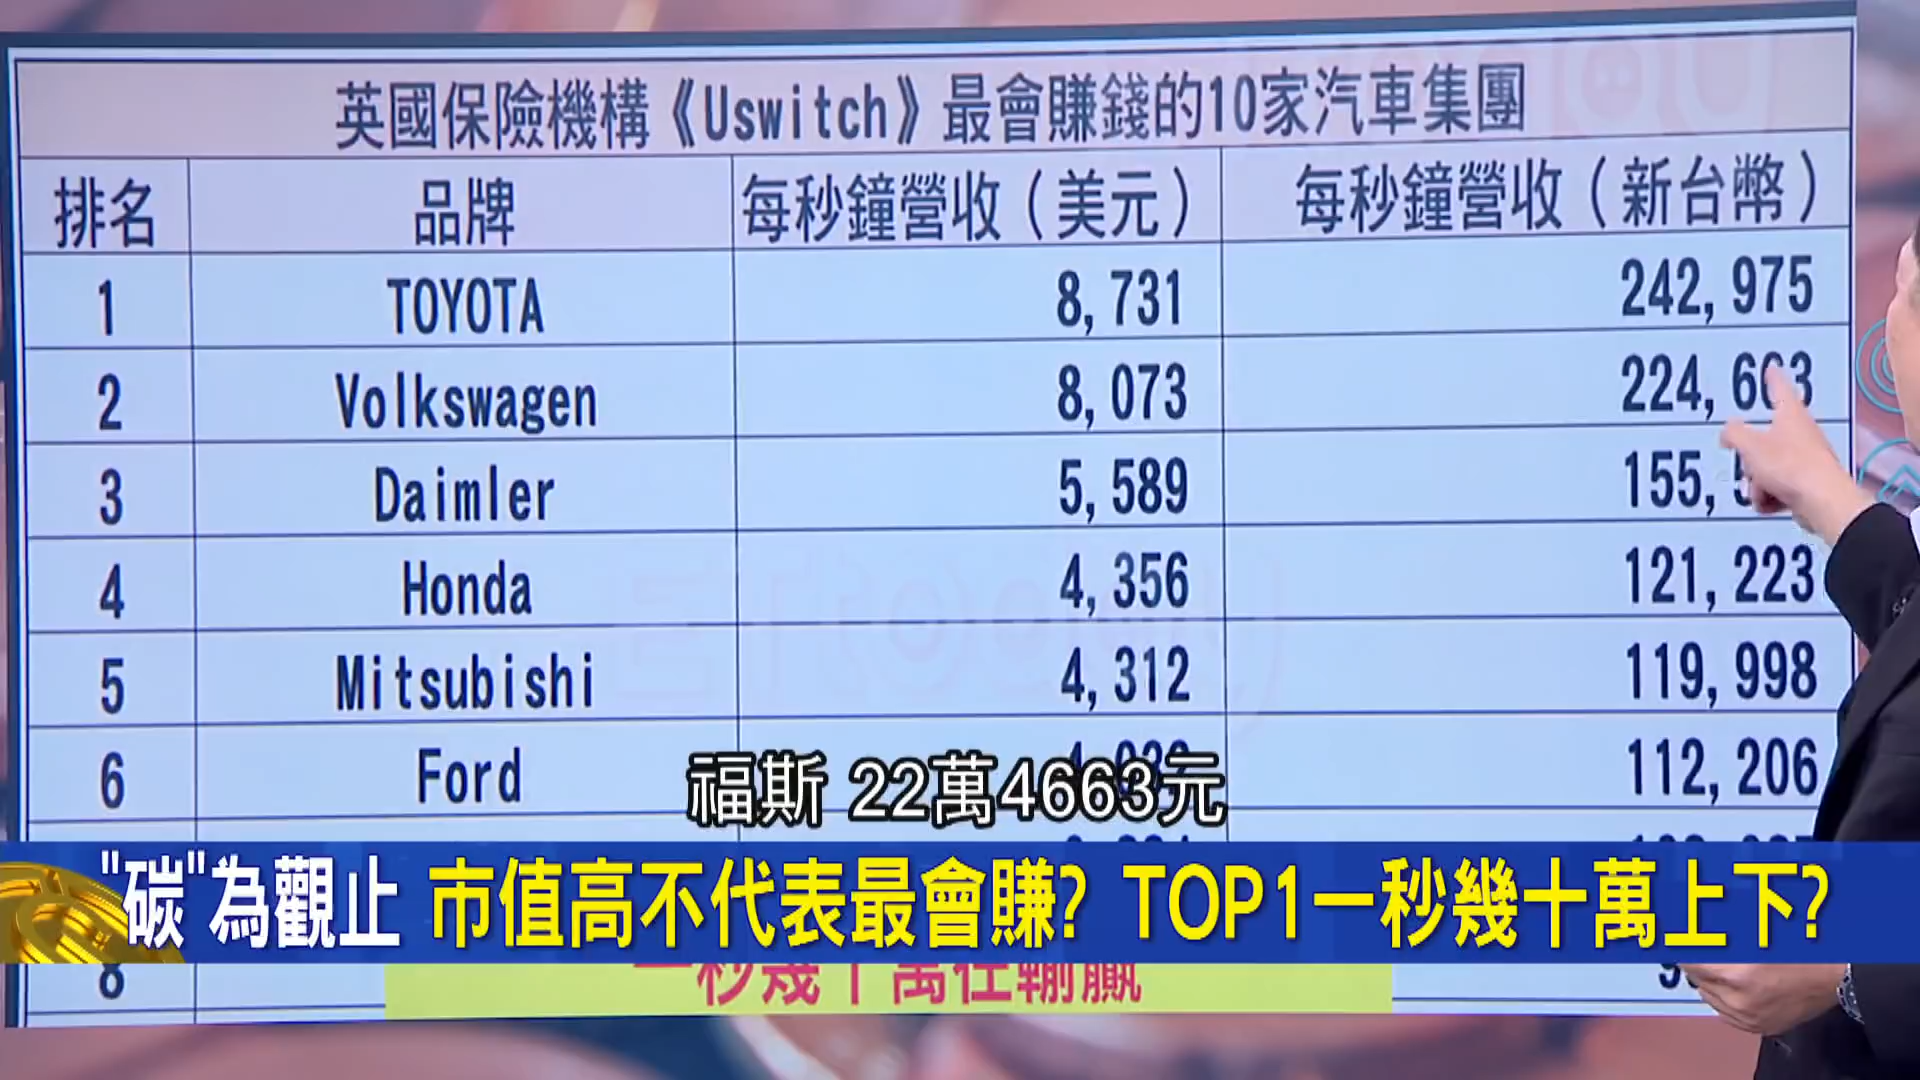 英國保險機構《Uswitch》最會賺錢的10家汽車集團
排名 品牌 每秒鐘營收(美元) 每秒鐘營收(新台幣)
1 TOYOTA 8,731 242,975
2 Volkswagen 8,073 224,663
3 Daimler 5,589 155,5
4 Honda 4,356 121,223
5 Mitsubishi 4,312 119,998
6 Ford 112,206
福斯 22萬4663元
"碳"為觀止 市值高不代表最會賺? TOP1一秒幾十萬上下?
8